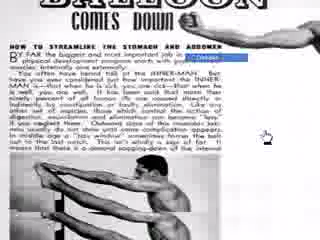 BALLOON
COMES DOWN
HOW TO STREAMLINE THE STOMACH AND ABDOMEN
BY FAR the biggest and most important job in
physical development program starts with
muscles, internally and externally.
You often have heard tell of the INNER-MAN. But
have you ever considered just how important the INNER-
MAN is—that when he is sick you are sick—that when he
is well, you are well. It has been said that more than
ninety percent of all human ills are caused directly or
indirectly by constipation or faulty elimination. Like any
other set of muscles, those which control the action of
digestion, assimilation and elimination can become "lazy"
if you neglect them. Outward signs of this muscular
usually do not show until some complication appears.
In middle age a "bay window" sometimes forces the belt
out to the last notch. This isn't wholly a sign of fat. It
means that there is a general sagging-down of the internal